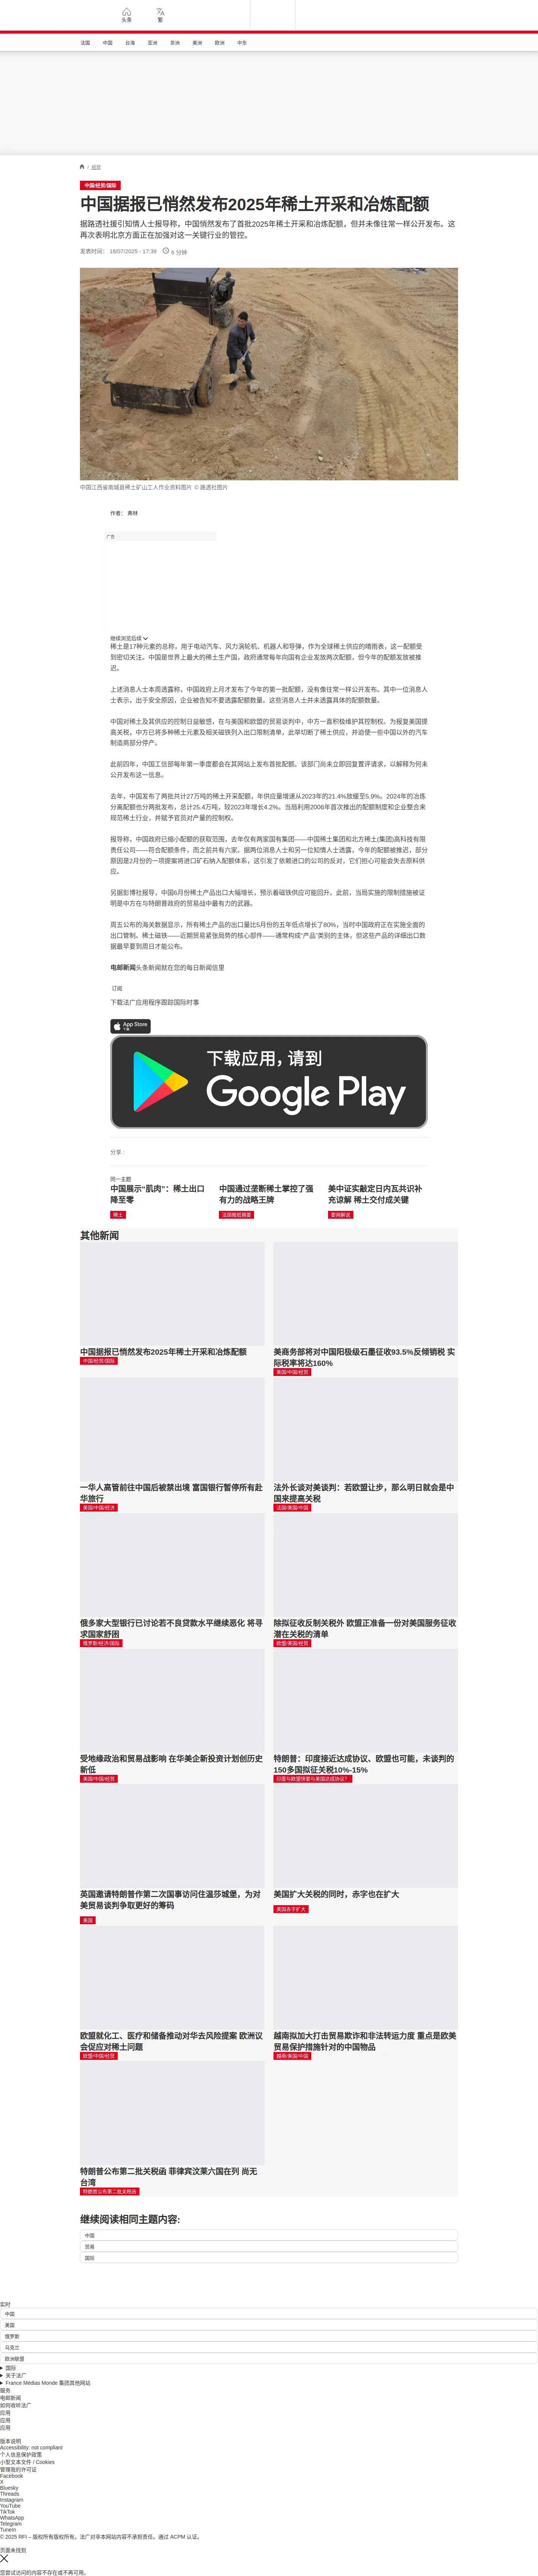 头条
繁
法国
中国
台海
亚洲
非洲
美洲
欧洲
中东
/ 经贸
中国/经贸/国际
中国据报已悄然发布2025年稀土开采和冶炼配额
据路透社援引知情人士报导称，中国悄然发布了首批2025年稀土开采和冶炼配额，但并未像往常一样公开发布。这
再次表明北京方面正在加强对这一关键行业的管控。
发表时间： 18/07/2025 - 17:39 6 分钟
中国江西省南城县稀土矿山工人作业资料图片 © 路透社图片
作者： 弗林
广告
继续浏览后续
稀土是17种元素的总称，用于电动汽车、风力涡轮机、机器人和导弹，作为全球稀土供应的晴雨表，这一配额受
到密切关注。中国是世界上最大的稀土生产国，政府通常每年向国有企业发放两次配额，但今年的配额发放被推
迟。
上述消息人士本周透露称，中国政府上月才发布了今年的第一批配额，没有像往常一样公开发布。其中一位消息人
士表示，出于安全原因，企业被告知不要透露配额数量。这些消息人士并未透露具体的配额数量。
中国对稀土及其供应的控制日益敏感，在与美国和欧盟的贸易谈判中，中方一直积极维护其控制权。为报复美国提
高关税，中方已将多种稀土元素及相关磁铁列入出口限制清单，此举切断了稀土供应，并迫使一些中国以外的汽车
制造商部分停产。
此前四年，中国工信部每年第一季度都会在其网站上发布首批配额。该部门尚未立即回复置评请求，以解释为何未
公开发布这一信息。
去年，中国发布了两批共计27万吨的稀土开采配额，年供应量增速从2023年的21.4%放缓至5.9%。2024年的冶炼
分离配额也分两批发布，总计25.4万吨，较2023年增长4.2%。当局利用2006年首次推出的配额制度和企业整合来
规范稀土行业，并赋予官员对产量的控制权。
报导称，中国政府已缩小配额的获取范围，去年仅有两家国有集团——中国稀土集团和北方稀土(集团)高科技有限
责任公司——符合配额条件，而之前共有六家。据两位消息人士和另一位知情人士透露，今年的配额被推迟，部分
原因是2月份的一项提案将进口矿石纳入配额体系，这引发了依赖进口的公司的反对，它们担心可能会失去原料供
应。
另据彭博社报导，中国6月份稀土产品出口大幅增长，预示着磁铁供应可能回升。此前，当局实施的限制措施被证
明是中方在与特朗普政府的贸易战中最有力的武器。
周五公布的海关数据显示，所有稀土产品的出口量比5月份的五年低点增长了80%，当时中国政府正在实施全面的
出口管制。稀土磁铁——近期贸易紧张局势的核心部件——通常构成“产品”类别的主体，但这些产品的详细出口数
据最早要到周日才能公布。
电邮新闻头条新闻就在您的每日新闻信里
订阅
下载法广应用程序跟踪国际时事
App Store
下载
下载应用，请到
Google Play
分享 :
同一主题
中国展示“肌肉”：稀土出口
降至零
稀土
中国通过垄断稀土掌控了强
有力的战略王牌
法国报纸摘要
美中证实敲定日内瓦共识补
充谅解 稀土交付成关键
要闻解说
其他新闻
中国据报已悄然发布2025年稀土开采和冶炼配额
中国/经贸/国际
美商务部将对中国阳极级石墨征收93.5%反倾销税 实
际税率将达160%
美国/中国/经贸
一华人高管前往中国后被禁出境 富国银行暂停所有赴
华旅行
美国/中国/经济
法外长谈对美谈判：若欧盟让步，那么明日就会是中
国来提高关税
法国/美国/中国
俄多家大型银行已讨论若不良贷款水平继续恶化 将寻
求国家纾困
俄罗斯/经济/国际
除拟征收反制关税外 欧盟正准备一份对美国服务征收
潜在关税的清单
欧盟/美国/经贸
受地缘政治和贸易战影响 在华美企新投资计划创历史
新低
美国/中国/经贸
特朗普：印度接近达成协议、欧盟也可能，未谈判的
150多国拟征关税10%-15%
印度与欧盟快要与美国达成协议？
英国邀请特朗普作第二次国事访问住温莎城堡，为对
美贸易谈判争取更好的筹码
美国
美国扩大关税的同时，赤字也在扩大
美国赤字扩大
欧盟就化工、医疗和储备推动对华去风险提案 欧洲议
会促应对稀土问题
欧盟/中国/经贸
越南拟加大打击贸易欺诈和非法转运力度 重点是欧美
贸易保护措施针对的中国物品
越南/美国/中国
特朗普公布第二批关税函 菲律宾汶莱六国在列 尚无
台湾
特朗普公布第二批关税函
继续阅读相同主题内容:
中国
贸易
国际
实时
中国
美国
俄罗斯
乌克兰
欧洲联盟
国际
关于法广
France Médias Monde 集团其他网站
服务
电邮新闻
如何收听法广
应用
应用
应用
版本说明
Accessibility: not compliant
个人信息保护政策
小型文本文件 / Cookies
管理我的许可证
Facebook
X
Bluesky
Threads
Instagram
YouTube
TikTok
WhatsApp
Telegram
TuneIn
© 2025 RFI – 版权所有版权所有。法广对非本网站内容不承担责任。通过 ACPM 认证。
页面未找到
您尝试访问的内容不存在或不再可用。